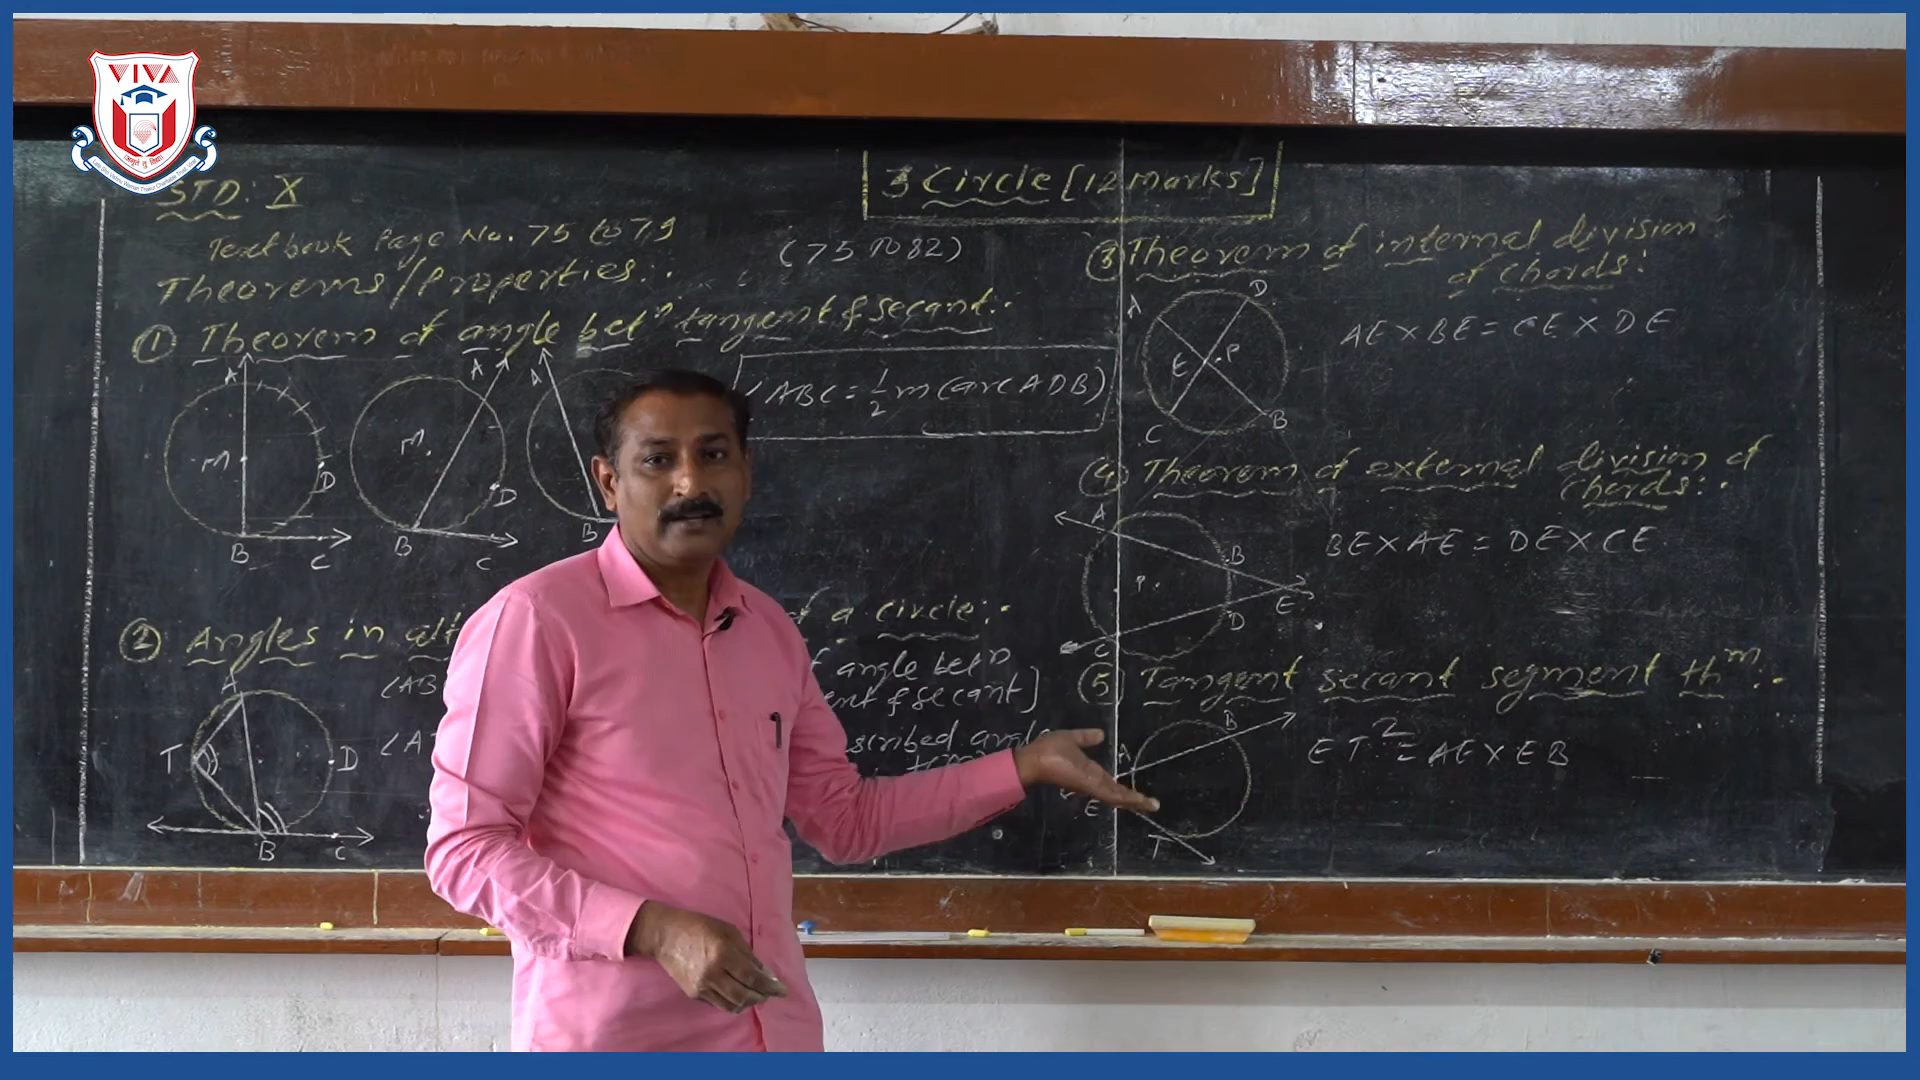 VIVA
STD: X
3 Circle [12 Marks]
Textbook Page No. 75 to 79
(75 to 82)
Theorems/Properties:.
① Theorem of angle betⁿ tangent & secant:.
A
M
D
B
C
A
M.
D
B
C
A
B
ABC = 1/2 m(arc ADB)
② Angles in alt
of a circle:.
∠AB
angle betⁿ
& secant]
angle
A
T
D
B
C
③ Theorem of internal division
of chords:
A
D
E
P
C
B
AE × BE = CE × DE
④ Theorem of external division of
chords:.
A
B
P.
E
D
C
BE × AE = DE × CE
⑤ Tangent secant segment thᵐ:.
B
A
E
T
ET² = AE × EB